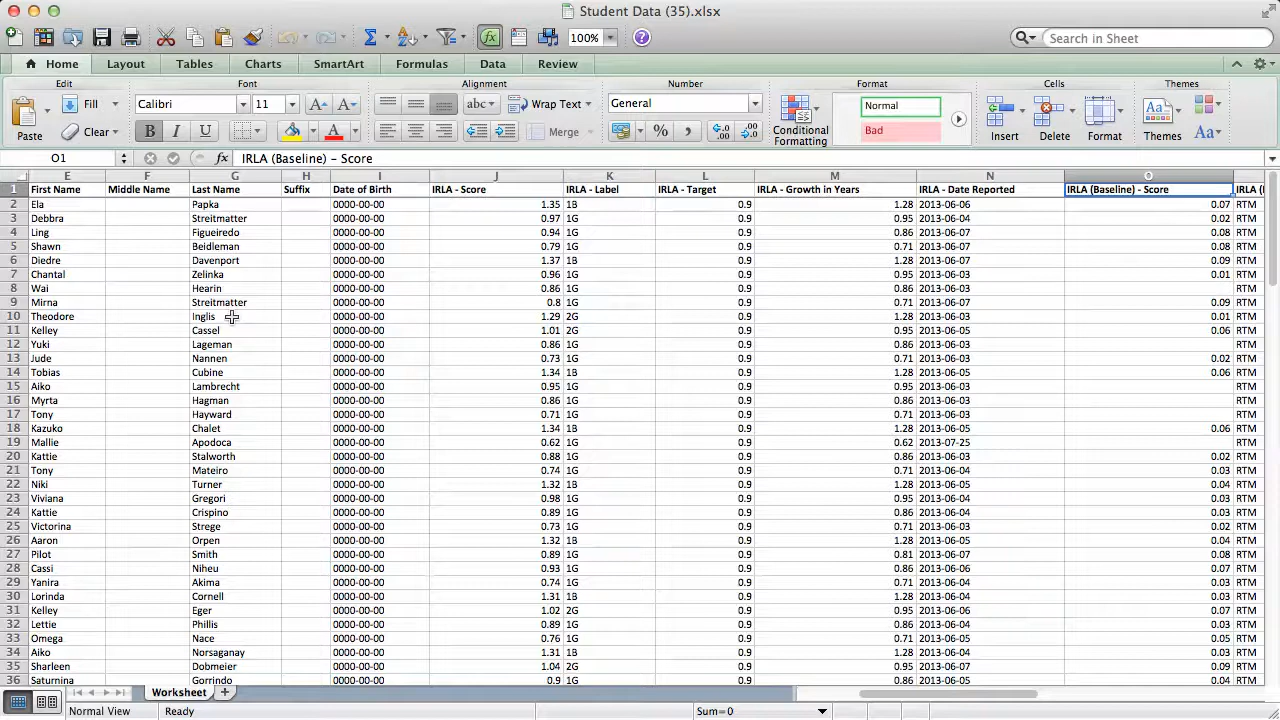 Student Data (35).xlsx
100% Search in Sheet
Home Layout Tables Charts SmartArt Formulas Data Review
Edit Font Alignment Number Format Cells Themes
Paste Fill Clear Calibri 11 A A abc Wrap Text Merge General % Conditional Formatting Normal Bad Insert Delete Format Themes Aa
B I U A
O1 fx IRLA (Baseline) - Score
E F G H I J K L M N O
1 First Name Middle Name Last Name Suffix Date of Birth IRLA - Score IRLA - Label IRLA - Target IRLA - Growth in Years IRLA - Date Reported IRLA (Baseline) - Score IRLA (
2 Ela Papka 0000-00-00 1.35 1B 0.9 1.28 2013-06-06 0.07 RTM
3 Debbra Streitmatter 0000-00-00 0.97 1G 0.9 0.95 2013-06-04 0.02 RTM
4 Ling Figueiredo 0000-00-00 0.94 1G 0.9 0.86 2013-06-07 0.08 RTM
5 Shawn Beidleman 0000-00-00 0.79 1G 0.9 0.71 2013-06-07 0.08 RTM
6 Diedre Davenport 0000-00-00 1.37 1B 0.9 1.28 2013-06-07 0.09 RTM
7 Chantal Zelinka 0000-00-00 0.96 1G 0.9 0.95 2013-06-03 0.01 RTM
8 Wai Hearin 0000-00-00 0.86 1G 0.9 0.86 2013-06-03 RTM
9 Mirna Streitmatter 0000-00-00 0.8 1G 0.9 0.71 2013-06-07 0.09 RTM
10 Theodore Inglis 0000-00-00 1.29 2G 0.9 1.28 2013-06-03 0.01 RTM
11 Kelley Cassel 0000-00-00 1.01 2G 0.9 0.95 2013-06-05 0.06 RTM
12 Yuki Lageman 0000-00-00 0.86 1G 0.9 0.86 2013-06-03 RTM
13 Jude Nannen 0000-00-00 0.73 1G 0.9 0.71 2013-06-03 0.02 RTM
14 Tobias Cubine 0000-00-00 1.34 1B 0.9 1.28 2013-06-05 0.06 RTM
15 Aiko Lambrecht 0000-00-00 0.95 1G 0.9 0.95 2013-06-03 RTM
16 Myrta Hagman 0000-00-00 0.86 1G 0.9 0.86 2013-06-03 RTM
17 Tony Hayward 0000-00-00 0.71 1G 0.9 0.71 2013-06-03 RTM
18 Kazuko Chalet 0000-00-00 1.34 1B 0.9 1.28 2013-06-05 0.06 RTM
19 Mallie Apodoca 0000-00-00 0.62 1G 0.9 0.62 2013-07-25 RTM
20 Kattie Stalworth 0000-00-00 0.88 1G 0.9 0.86 2013-06-03 0.02 RTM
21 Tony Mateiro 0000-00-00 0.74 1G 0.9 0.71 2013-06-04 0.03 RTM
22 Niki Turner 0000-00-00 1.32 1B 0.9 1.28 2013-06-05 0.04 RTM
23 Viviana Gregori 0000-00-00 0.98 1G 0.9 0.95 2013-06-04 0.03 RTM
24 Kattie Crispino 0000-00-00 0.89 1G 0.9 0.86 2013-06-04 0.03 RTM
25 Victorina Strege 0000-00-00 0.73 1G 0.9 0.71 2013-06-03 0.02 RTM
26 Aaron Orpen 0000-00-00 1.32 1B 0.9 1.28 2013-06-05 0.04 RTM
27 Pilot Smith 0000-00-00 0.89 1G 0.9 0.81 2013-06-07 0.08 RTM
28 Cassi Niheu 0000-00-00 0.93 1G 0.9 0.86 2013-06-06 0.07 RTM
29 Yanira Akima 0000-00-00 0.74 1G 0.9 0.71 2013-06-04 0.03 RTM
30 Lorinda Cornell 0000-00-00 1.31 1B 0.9 1.28 2013-06-04 0.03 RTM
31 Kelley Eger 0000-00-00 1.02 2G 0.9 0.95 2013-06-06 0.07 RTM
32 Lettie Phillis 0000-00-00 0.89 1G 0.9 0.86 2013-06-04 0.03 RTM
33 Omega Nace 0000-00-00 0.76 1G 0.9 0.71 2013-06-05 0.05 RTM
34 Aiko Norsaganay 0000-00-00 1.31 1B 0.9 1.28 2013-06-04 0.03 RTM
35 Sharleen Dobmeier 0000-00-00 1.04 2G 0.9 0.95 2013-06-07 0.09 RTM
36 Saturnina Gorrindo 0000-00-00 0.9 1G 0.9 0.86 2013-06-05 0.04 RTM
Worksheet
Normal View Ready Sum=0